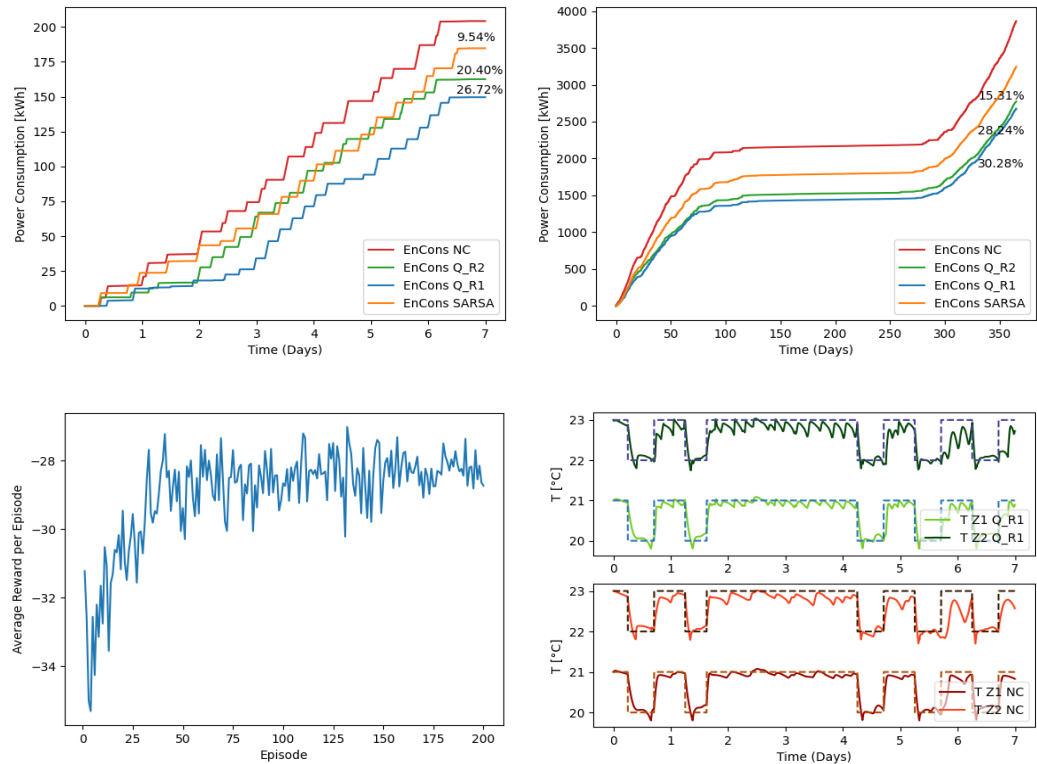 200
175
150
125
100
75
50
25
0
Power Consumption [kWh]
9.54%
20.40%
26.72%
EnCons NC
EnCons Q_R2
EnCons Q_R1
EnCons SARSA
0 1 2 3 4 5 6 7
Time (Days)
4000
3500
3000
2500
2000
1500
1000
500
0
Power Consumption [kWh]
15.31%
28.24%
30.28%
EnCons NC
EnCons Q_R2
EnCons Q_R1
EnCons SARSA
0 50 100 150 200 250 300 350
Time (Days)
−28
−30
−32
−34
Average Reward per Episode
0 25 50 75 100 125 150 175 200
Episode
23
22
21
20
T [°C]
T Z1 Q_R1
T Z2 Q_R1
0 1 2 3 4 5 6 7
23
22
21
20
T [°C]
T Z1 NC
T Z2 NC
0 1 2 3 4 5 6 7
Time (Days)